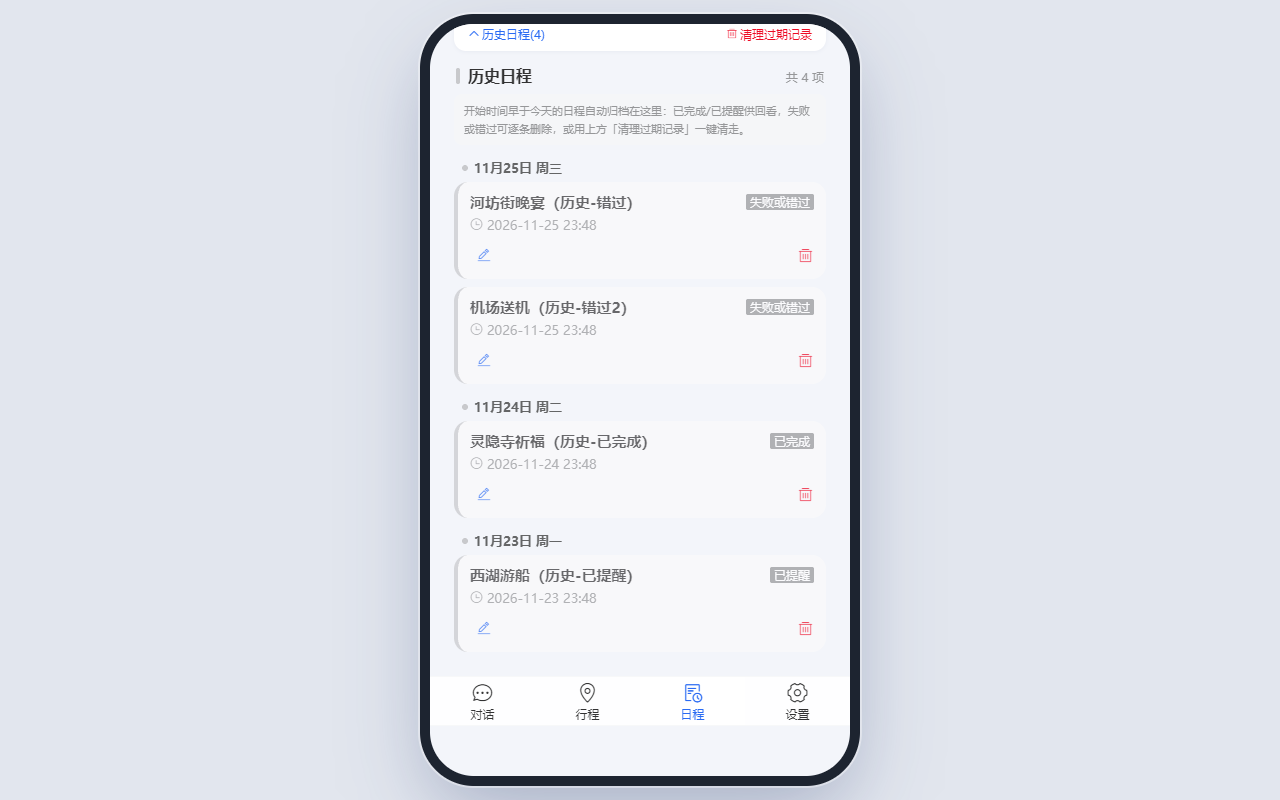 历史日程(4)
清理过期记录
历史日程
共 4 项
开始时间早于今天的日程自动归档在这里：已完成/已提醒供回看，失败
或错过可逐条删除，或用上方「清理过期记录」一键清走。
11月25日 周三
河坊街晚宴（历史-错过）
失败或错过
2026-11-25 23:48
机场送机（历史-错过2）
失败或错过
2026-11-25 23:48
11月24日 周二
灵隐寺祈福（历史-已完成）
已完成
2026-11-24 23:48
11月23日 周一
西湖游船（历史-已提醒）
已提醒
2026-11-23 23:48
对话
行程
日程
设置